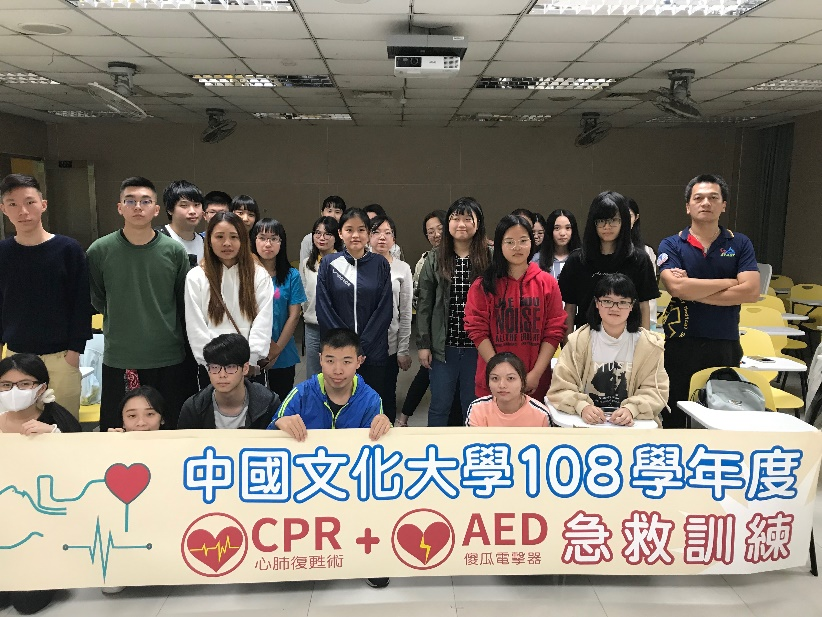 中國文化大學108學年度
CPR + AED 急救訓練
心肺復甦術 傻瓜電擊器
NOISE